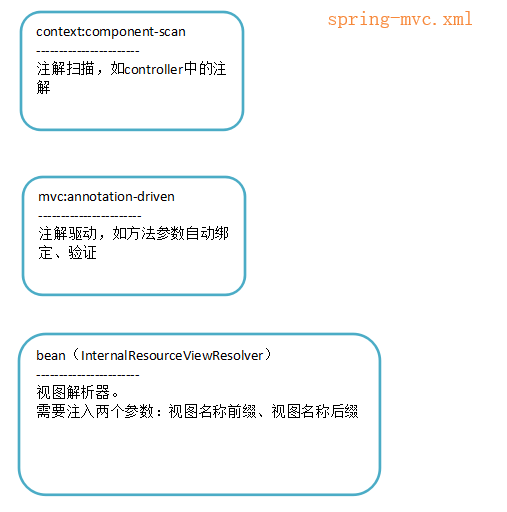 spring-mvc.xml
context:component-scan
-----------------------
注解扫描，如controller中的注
解
mvc:annotation-driven
-----------------------
注解驱动，如方法参数自动绑
定、验证
bean（InternalResourceViewResolver）
-----------------------
视图解析器。
需要注入两个参数：视图名称前缀、视图名称后缀